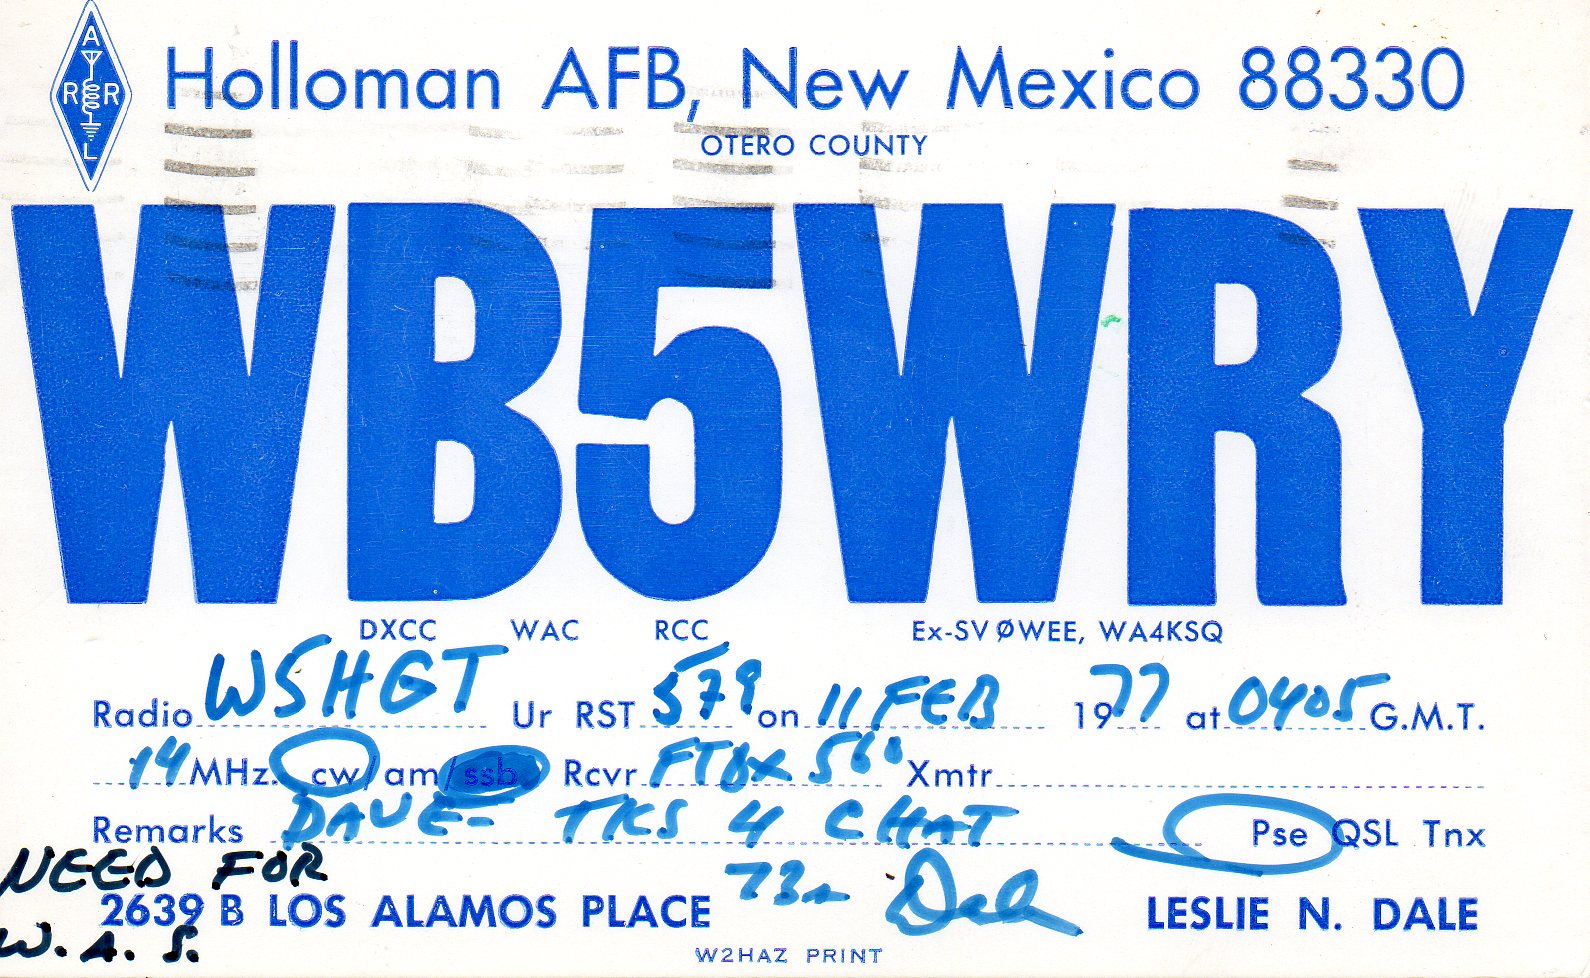 ARRL
Holloman AFB, New Mexico 88330
OTERO COUNTY
WB5WRY
DXCC WAC RCC Ex-SVØWEE, WA4KSQ
Radio W5HGT Ur RST 579 on 11 FEB 1977 at 0405 G.M.T.
14 MHz. cw/am/ssb Rcvr FTDX 560 Xmtr
Remarks DAVE- TKS 4 CHAT Pse QSL Tnx
NEED FOR
73 Dale
2639 B LOS ALAMOS PLACE LESLIE N. DALE
W.A.S.
W2HAZ PRINT